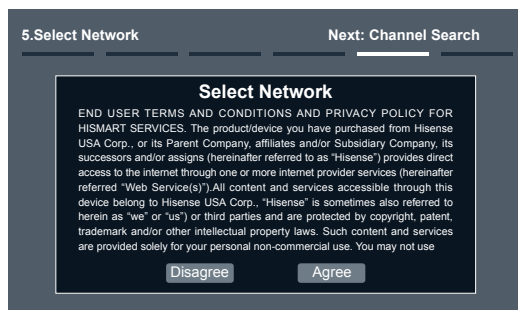 5.Select Network Next: Channel Search
Select Network
END USER TERMS AND CONDITIONS AND PRIVACY POLICY FOR
HISMART SERVICES. The product/device you have purchased from Hisense
USA Corp., or its Parent Company, affiliates and/or Subsidiary Company, its
successors and/or assigns (hereinafter referred to as “Hisense”) provides direct
access to the internet through one or more internet provider services (hereinafter
referred “Web Service(s)”).All content and services accessible through this
device belong to Hisense USA Corp., “Hisense” is sometimes also referred to
herein as “we” or “us”) or third parties and are protected by copyright, patent,
trademark and/or other intellectual property laws. Such content and services
are provided solely for your personal non-commercial use. You may not use
Disagree Agree